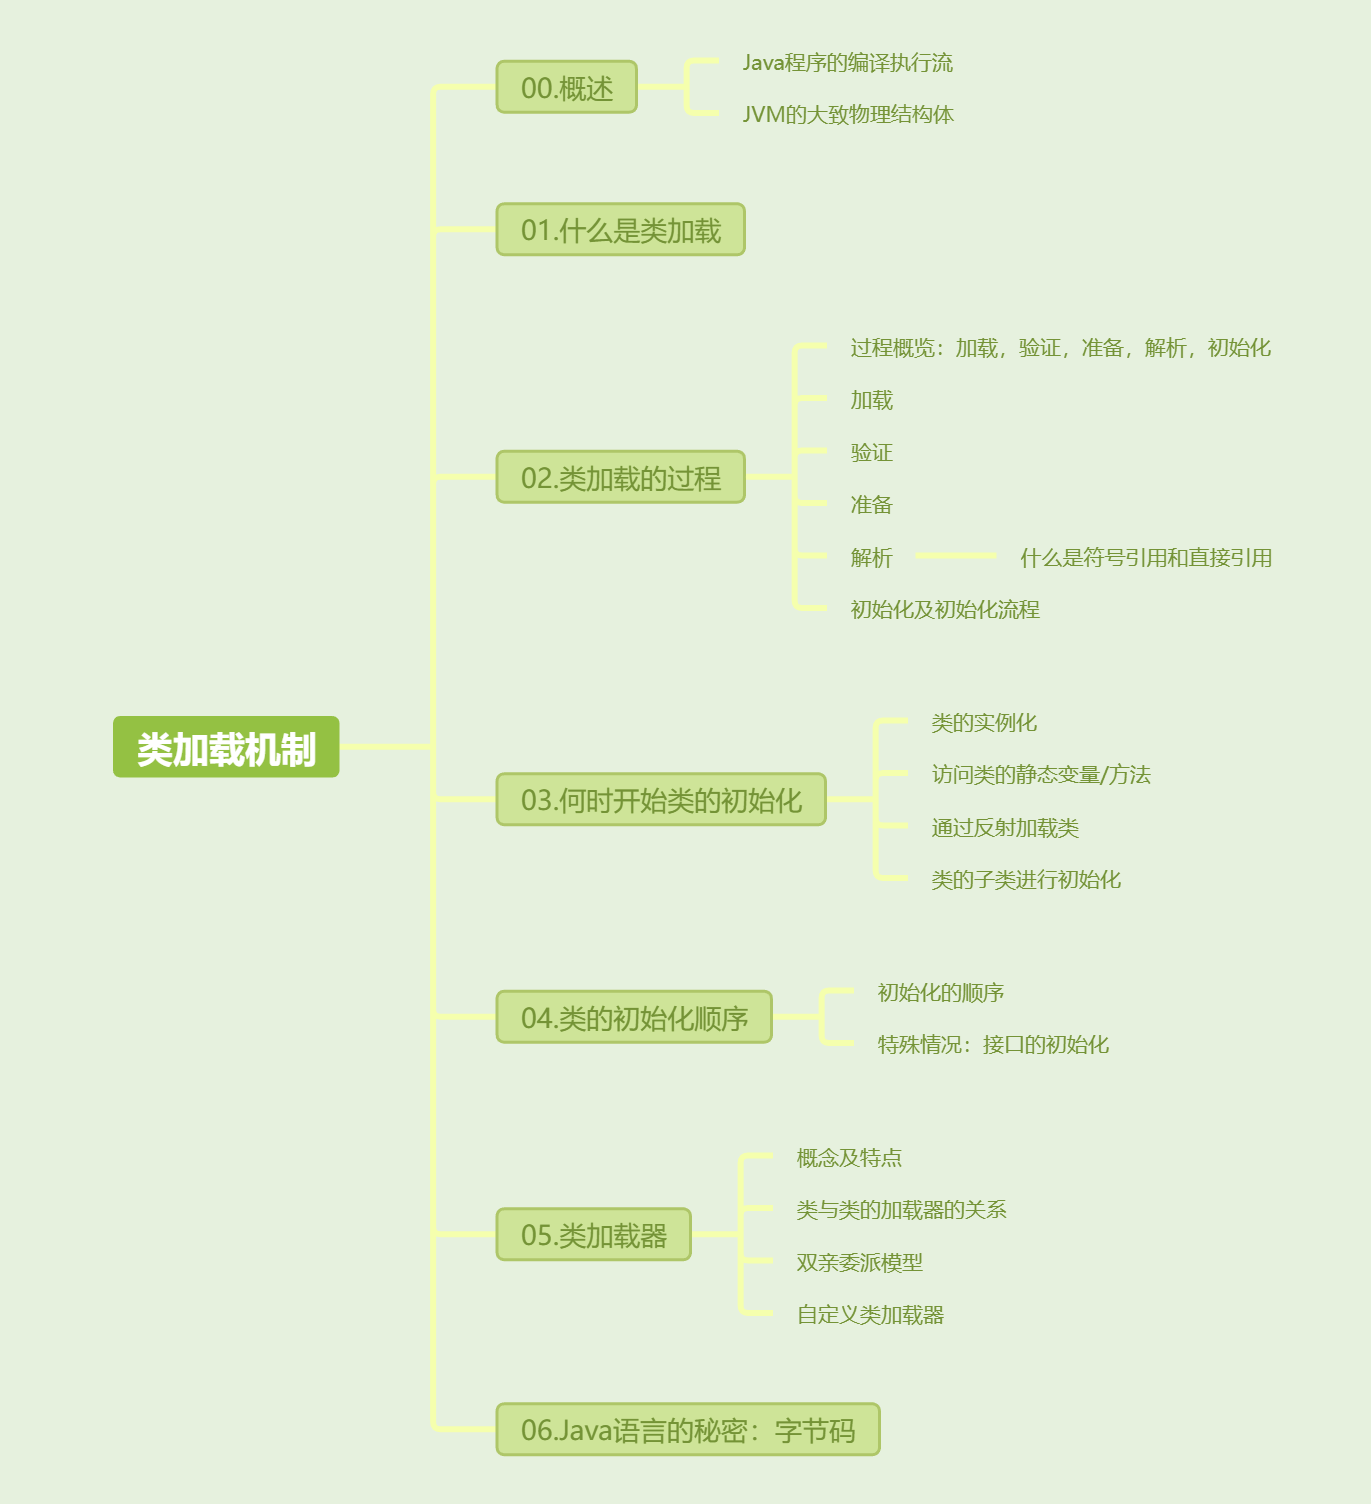 00.概述
Java程序的编译执行流
JVM的大致物理结构体
01.什么是类加载
02.类加载的过程
过程概览：加载，验证，准备，解析，初始化
加载
验证
准备
解析
什么是符号引用和直接引用
初始化及初始化流程
类加载机制
03.何时开始类的初始化
类的实例化
访问类的静态变量/方法
通过反射加载类
类的子类进行初始化
04.类的初始化顺序
初始化的顺序
特殊情况：接口的初始化
05.类加载器
概念及特点
类与类的加载器的关系
双亲委派模型
自定义类加载器
06.Java语言的秘密：字节码